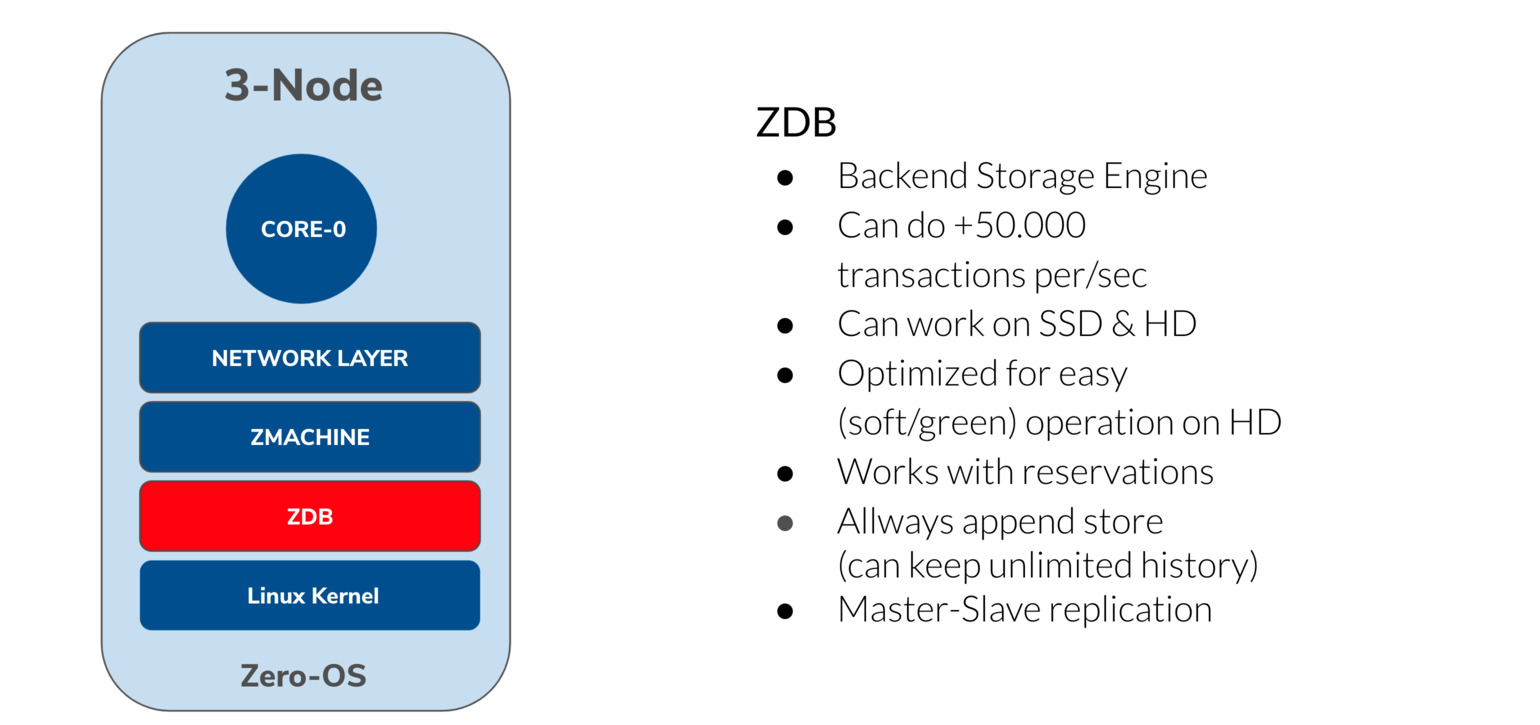 3-Node
CORE-0
NETWORK LAYER
ZMACHINE
ZDB
Linux Kernel
Zero-OS
ZDB
● Backend Storage Engine
● Can do +50.000
transactions per/sec
● Can work on SSD & HD
● Optimized for easy
(soft/green) operation on HD
● Works with reservations
● Allways append store
(can keep unlimited history)
● Master-Slave replication